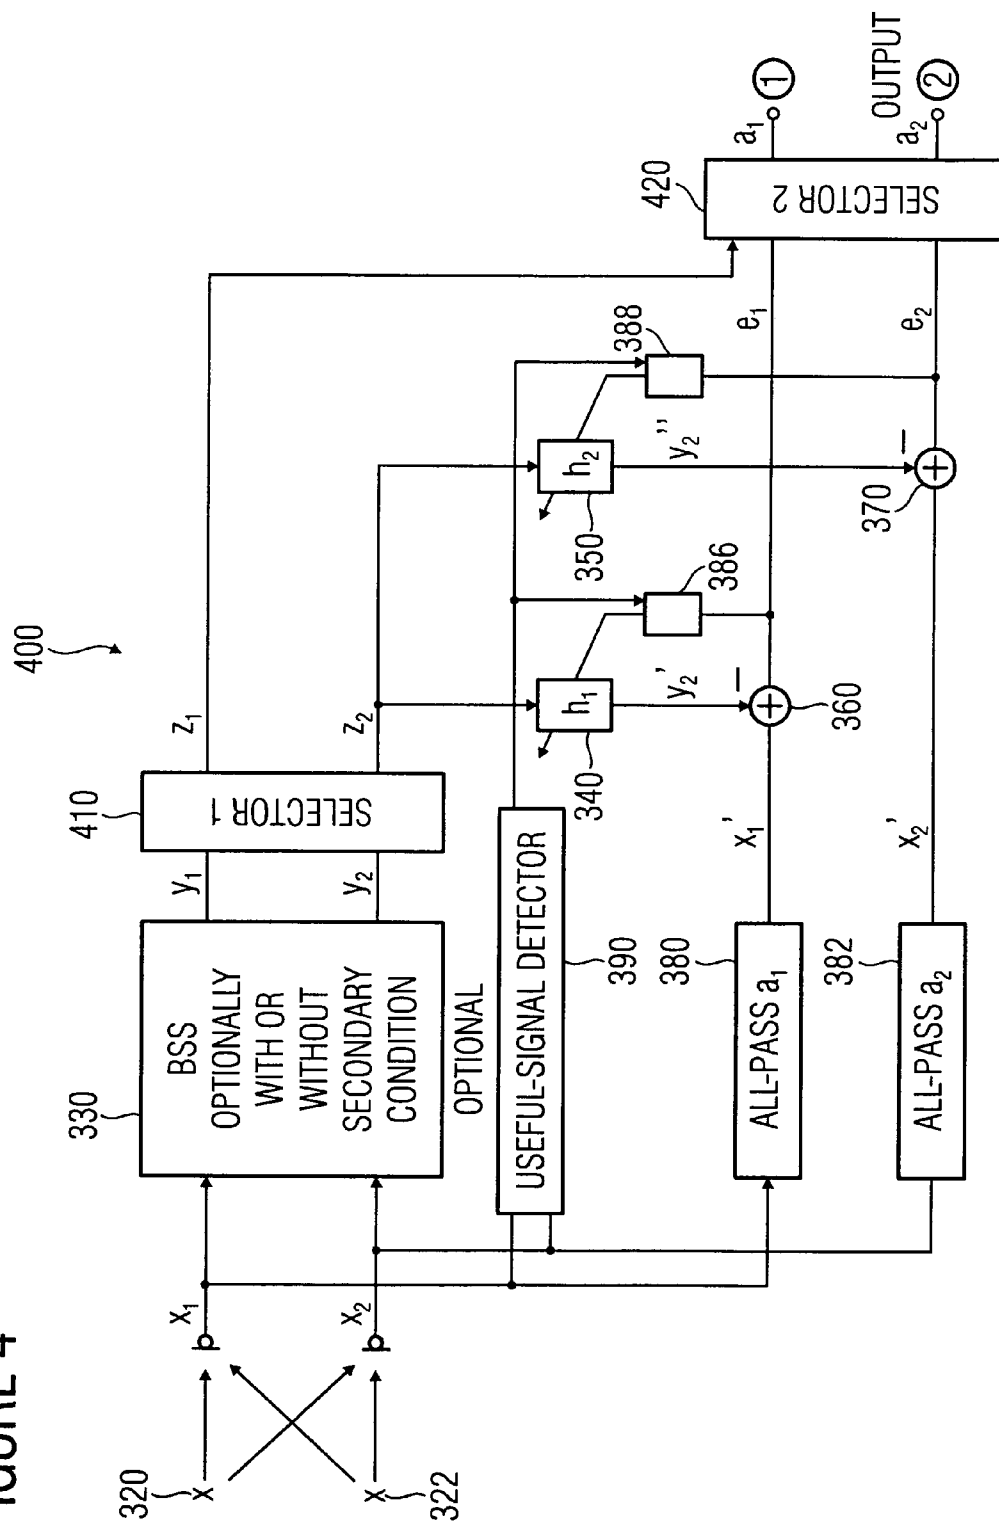 FIGURE 4
400
320
X
322
X
x1
x2
330
BSS
OPTIONALLY
WITH OR
WITHOUT
SECONDARY
CONDITION
y1
y2
410
SELECTOR 1
z1
z2
OPTIONAL
USEFUL-SIGNAL DETECTOR
390
h1
340
y2'
386
h2
350
y2''
388
380
ALL-PASS a1
x1'
360
+
−
e1
382
ALL-PASS a2
x2'
370
+
−
e2
420
SELECTOR 2
a1
1
OUTPUT
a2
2